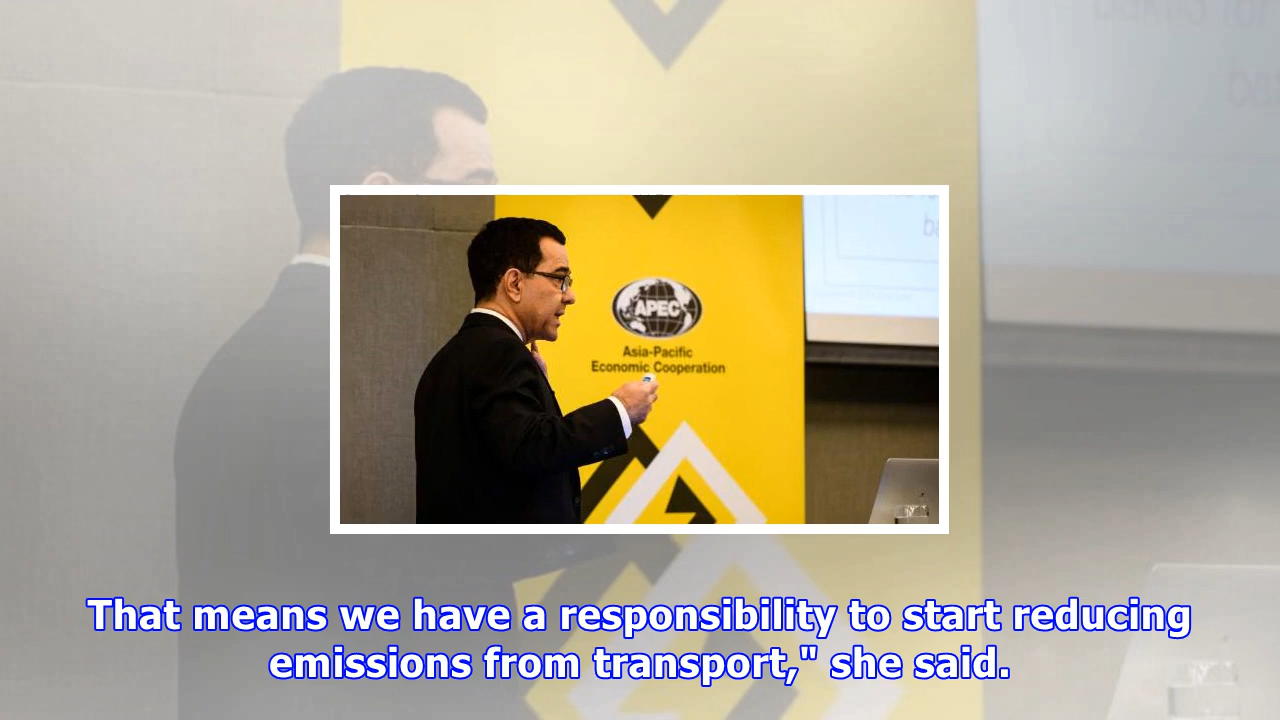 APEC
Asia-Pacific
Economic Cooperation
That means we have a responsibility to start reducing
emissions from transport," she said.